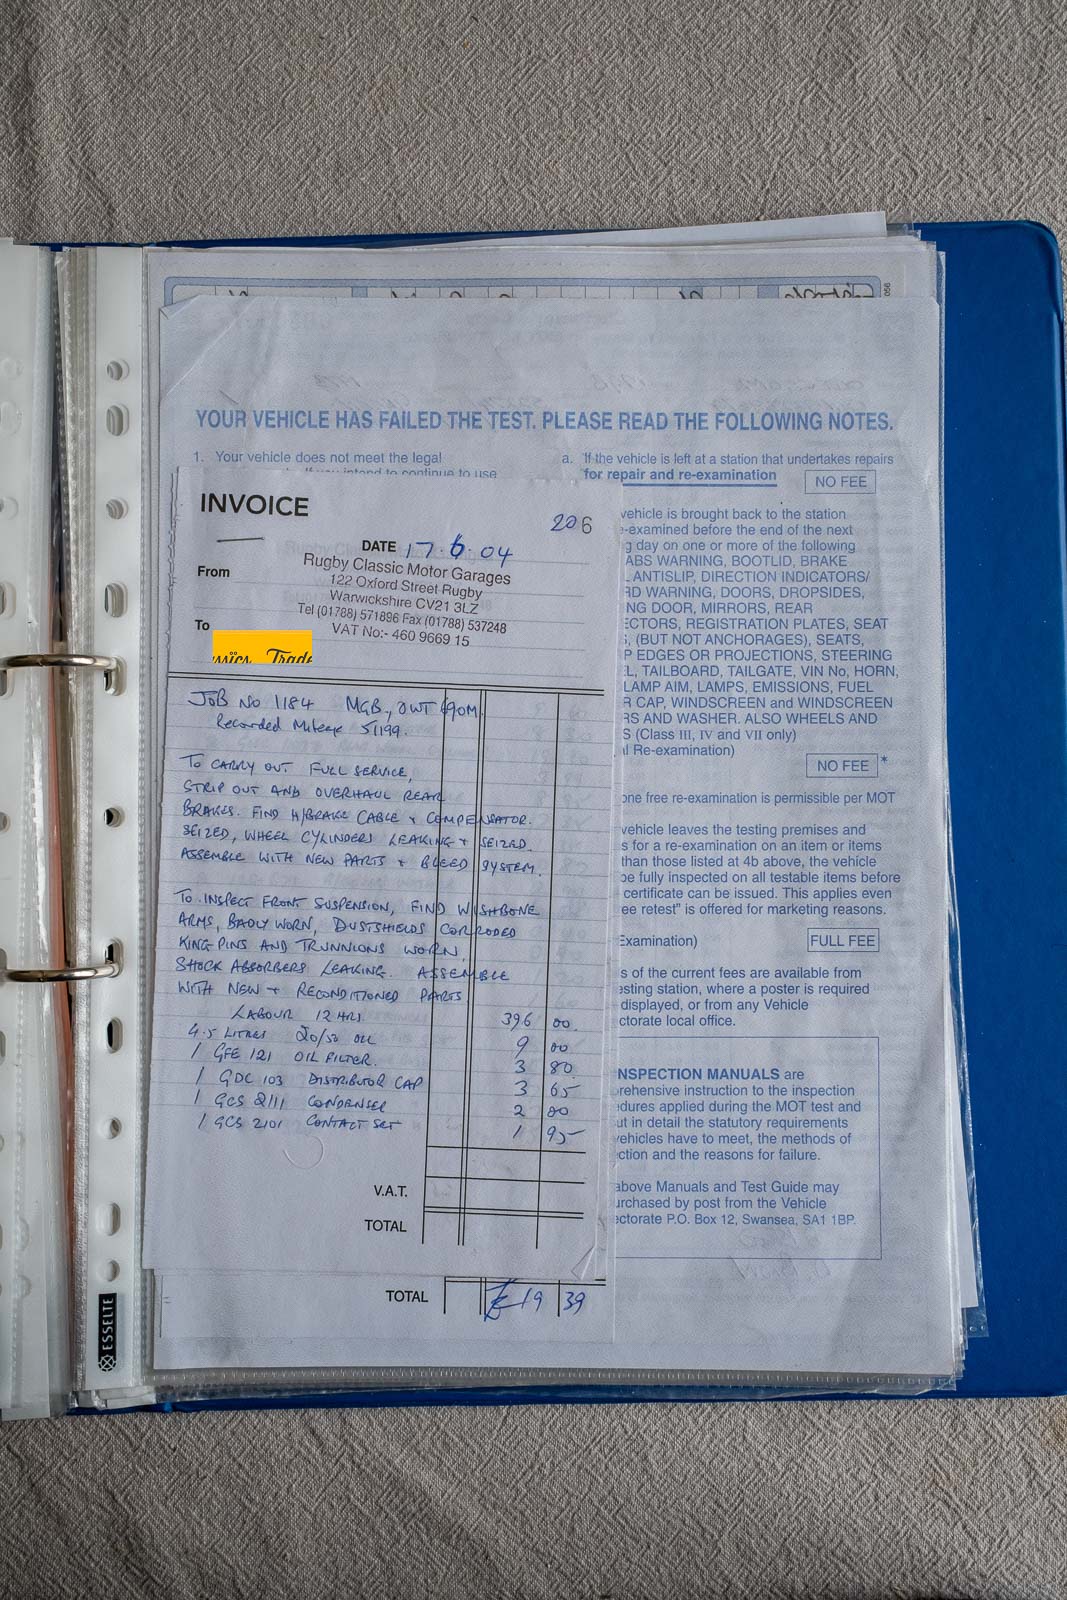 YOUR VEHICLE HAS FAILED THE TEST. PLEASE READ THE FOLLOWING NOTES.
1. Your vehicle does not meet the legal
If you intend to continue to use
a. If the vehicle is left at a station that undertakes repairs
for repair and re-examination
NO FEE
vehicle is brought back to the station
e-examined before the end of the next
g day on one or more of the following
ABS WARNING, BOOTLID, BRAKE
ANTISLIP, DIRECTION INDICATORS/
RD WARNING, DOORS, DROPSIDES,
NG DOOR, MIRRORS, REAR
ECTORS, REGISTRATION PLATES, SEAT
(BUT NOT ANCHORAGES), SEATS,
P EDGES OR PROJECTIONS, STEERING
L, TAILBOARD, TAILGATE, VIN No, HORN,
LAMP AIM, LAMPS, EMISSIONS, FUEL
R CAP, WINDSCREEN and WINDSCREEN
RS AND WASHER. ALSO WHEELS AND
S (Class III, IV and VII only)
l Re-examination)
NO FEE *
one free re-examination is permissible per MOT
vehicle leaves the testing premises and
s for a re-examination on an item or items
than those listed at 4b above, the vehicle
be fully inspected on all testable items before
certificate can be issued. This applies even
ee retest" is offered for marketing reasons.
Examination)
FULL FEE
s of the current fees are available from
esting station, where a poster is required
displayed, or from any Vehicle
ctorate local office.
NSPECTION MANUALS are
rehensive instruction to the inspection
edures applied during the MOT test and
ut in detail the statutory requirements
vehicles have to meet, the methods of
ction and the reasons for failure.
above Manuals and Test Guide may
urchased by post from the Vehicle
ectorate P.O. Box 12, Swansea, SA1 1BP.
INVOICE
206
DATE 17.6.04
From
Rugby Classic Motor Garages
122 Oxford Street Rugby
Warwickshire CV21 3LZ
Tel (01788) 571896 Fax (01788) 537248
VAT No:- 460 9669 15
To
ssics Trade
JOB NO 1184 MGB, OWT 690M
Recorded Mileage 51199.
TO CARRY OUT FULL SERVICE,
STRIP OUT AND OVERHAUL REAR
BRAKES. FIND H/BRAKE CABLE + COMPENSATOR.
SEIZED, WHEEL CYLINDERS LEAKING + SEIZED.
ASSEMBLE WITH NEW PARTS + BLEED SYSTEM.
TO INSPECT FRONT SUSPENSION, FIND WISHBONE
ARMS, BADLY WORN, DUSTSHIELDS CORRODED
KING PINS AND TRUNNIONS WORN,
SHOCK ABSORBERS LEAKING. ASSEMBLE
WITH NEW + RECONDITIONED PARTS
LABOUR 12 HRS 396 00
4.5 LITRES 20/50 OIL 9 00
1 GFE 121 OIL FILTER. 3 80
1 GDC 103 DISTRIBUTOR CAP 3 65
1 GCS 2111 CONDENSER 2 00
1 GCS 2101 CONTACT SET 1 95
V.A.T.
TOTAL
TOTAL £19 39
ESSELTE